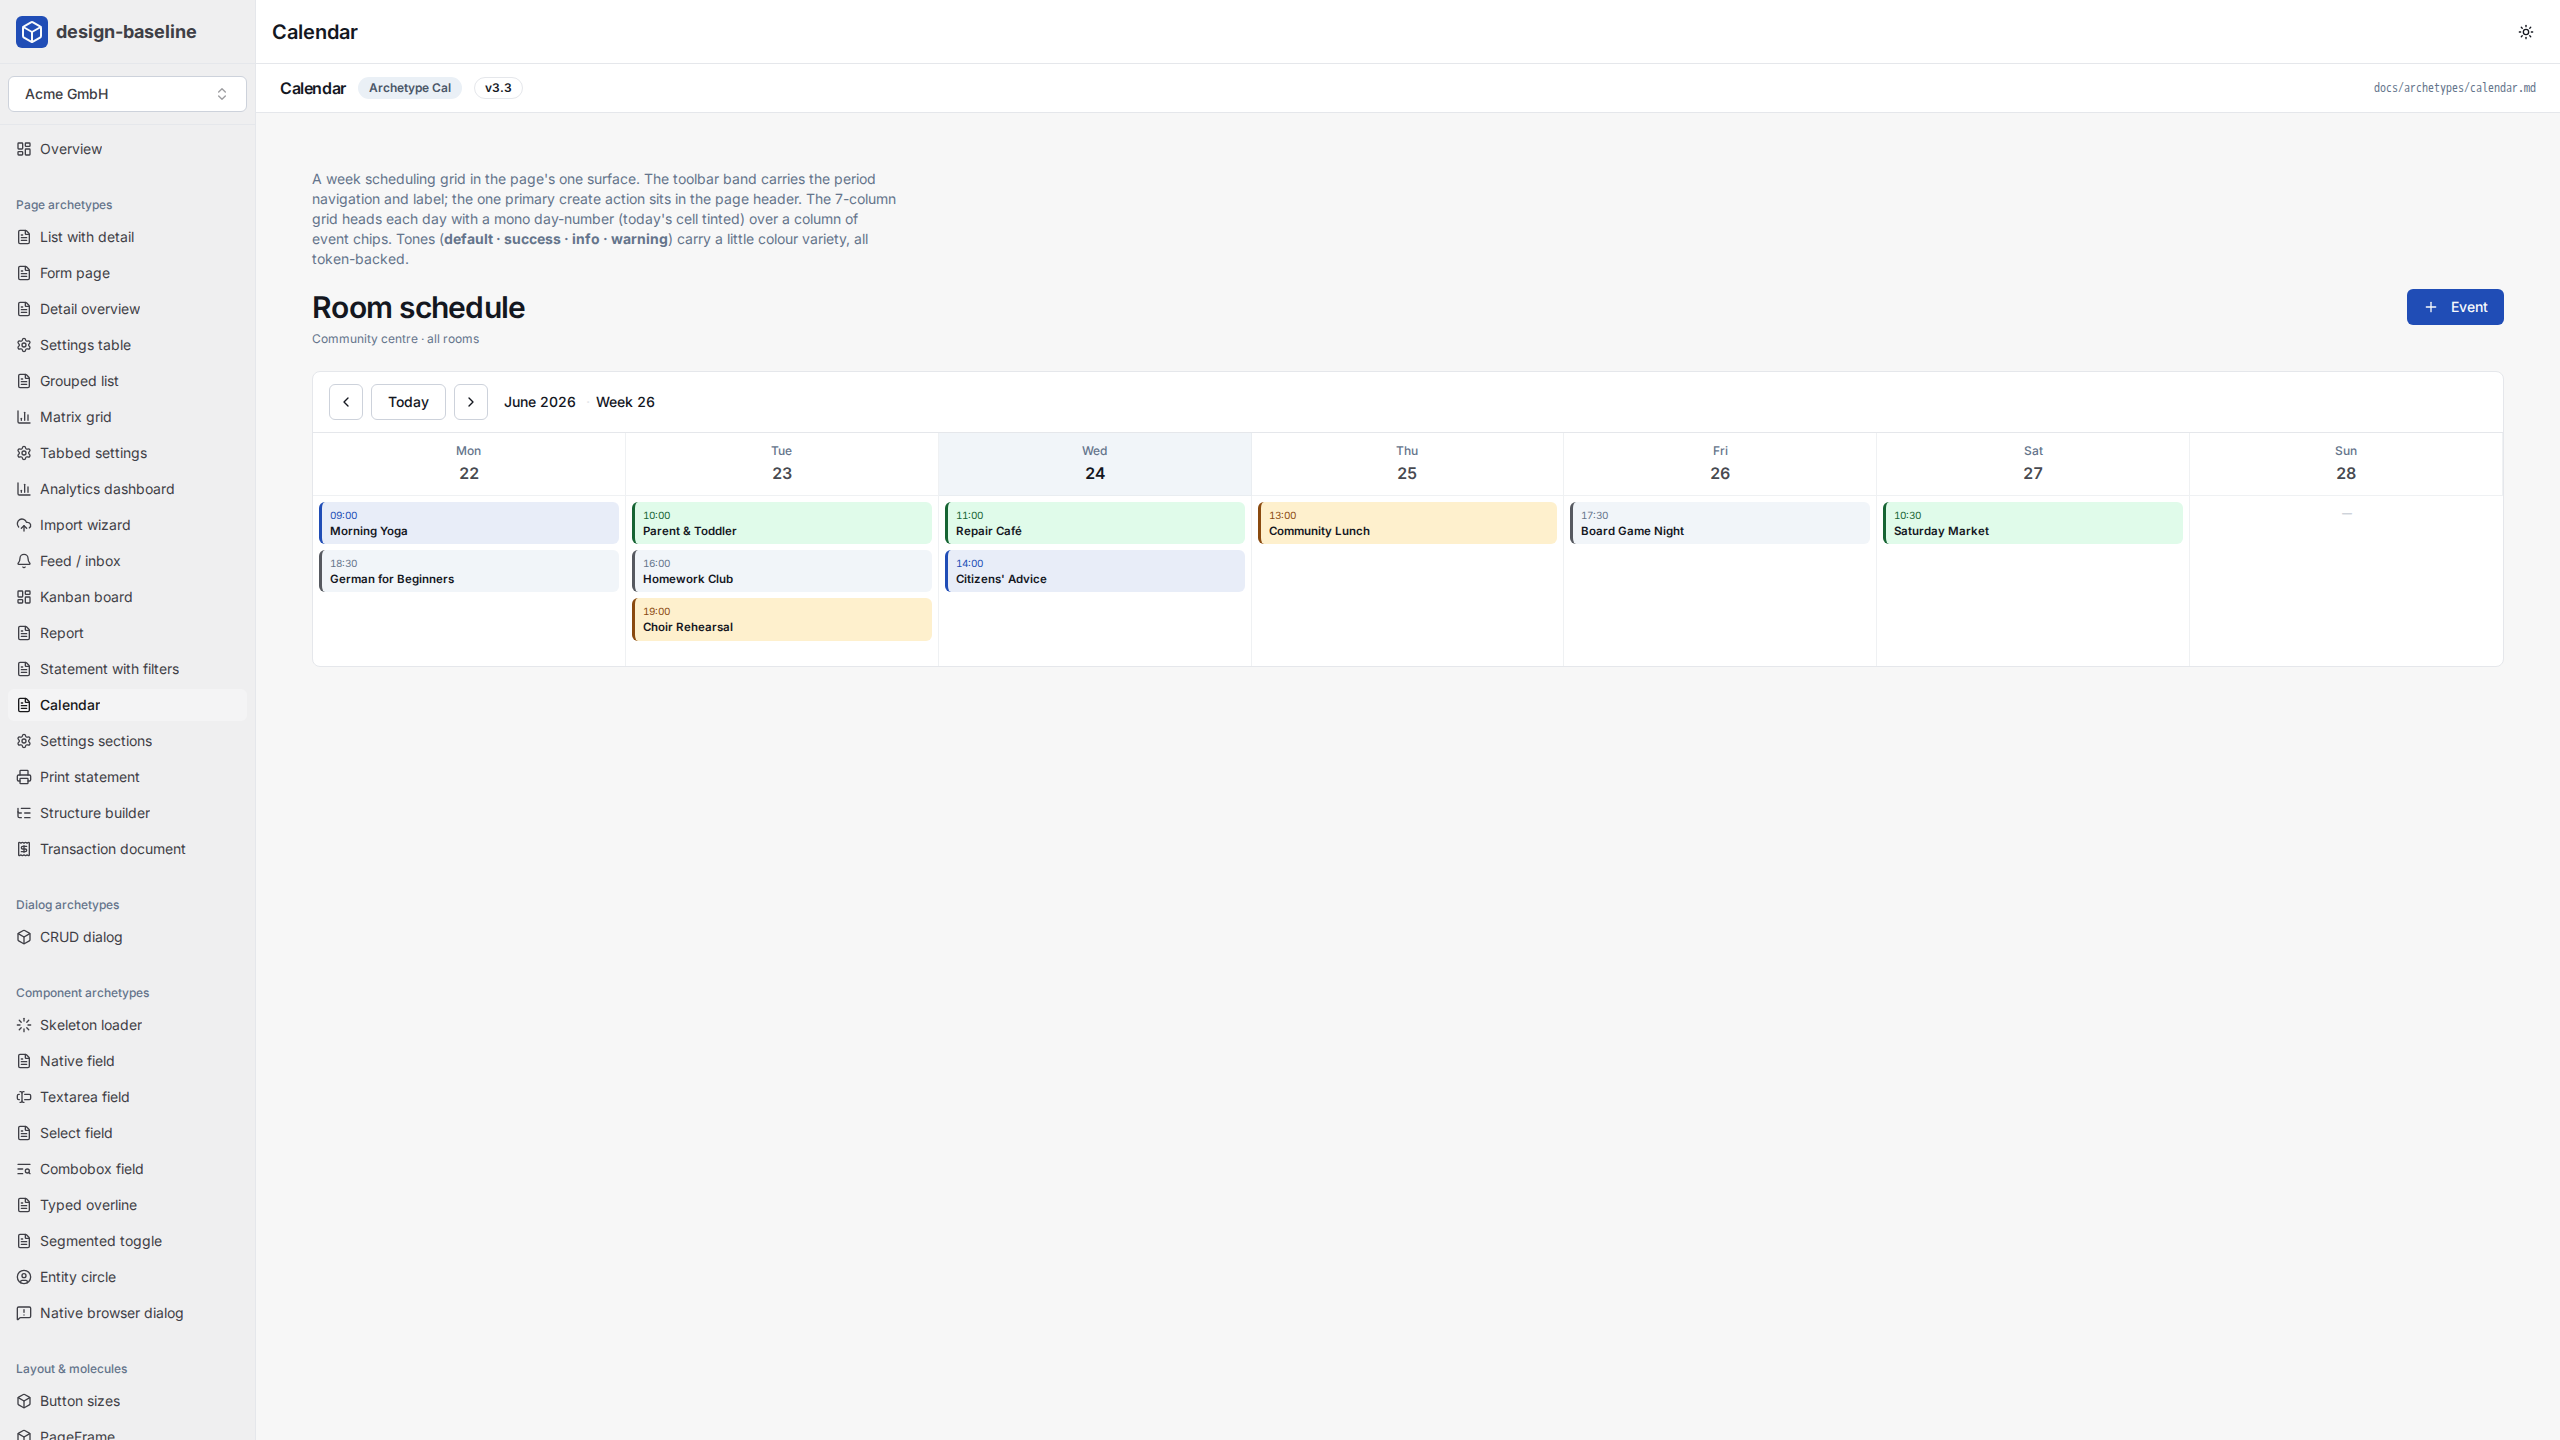 design-baseline
Acme GmbH
Overview
Page archetypes
List with detail
Form page
Detail overview
Settings table
Grouped list
Matrix grid
Tabbed settings
Analytics dashboard
Import wizard
Feed / inbox
Kanban board
Report
Statement with filters
Calendar
Settings sections
Print statement
Structure builder
Transaction document
Dialog archetypes
CRUD dialog
Component archetypes
Skeleton loader
Native field
Textarea field
Select field
Combobox field
Typed overline
Segmented toggle
Entity circle
Native browser dialog
Layout & molecules
Button sizes
PageFrame
Calendar
Calendar Archetype Cal v3.3 docs/archetypes/calendar.md
A week scheduling grid in the page's one surface. The toolbar band carries the period
navigation and label; the one primary create action sits in the page header. The 7-column
grid heads each day with a mono day-number (today's cell tinted) over a column of
event chips. Tones (default · success · info · warning) carry a little colour variety, all
token-backed.
Room schedule
Community centre · all rooms
Event
Today June 2026 · Week 26
Mon Tue Wed Thu Fri Sat Sun
22 23 24 25 26 27 28
09:00
Morning Yoga
18:30
German for Beginners
10:00
Parent & Toddler
16:00
Homework Club
19:00
Choir Rehearsal
11:00
Repair Café
14:00
Citizens' Advice
13:00
Community Lunch
17:30
Board Game Night
10:30
Saturday Market
—